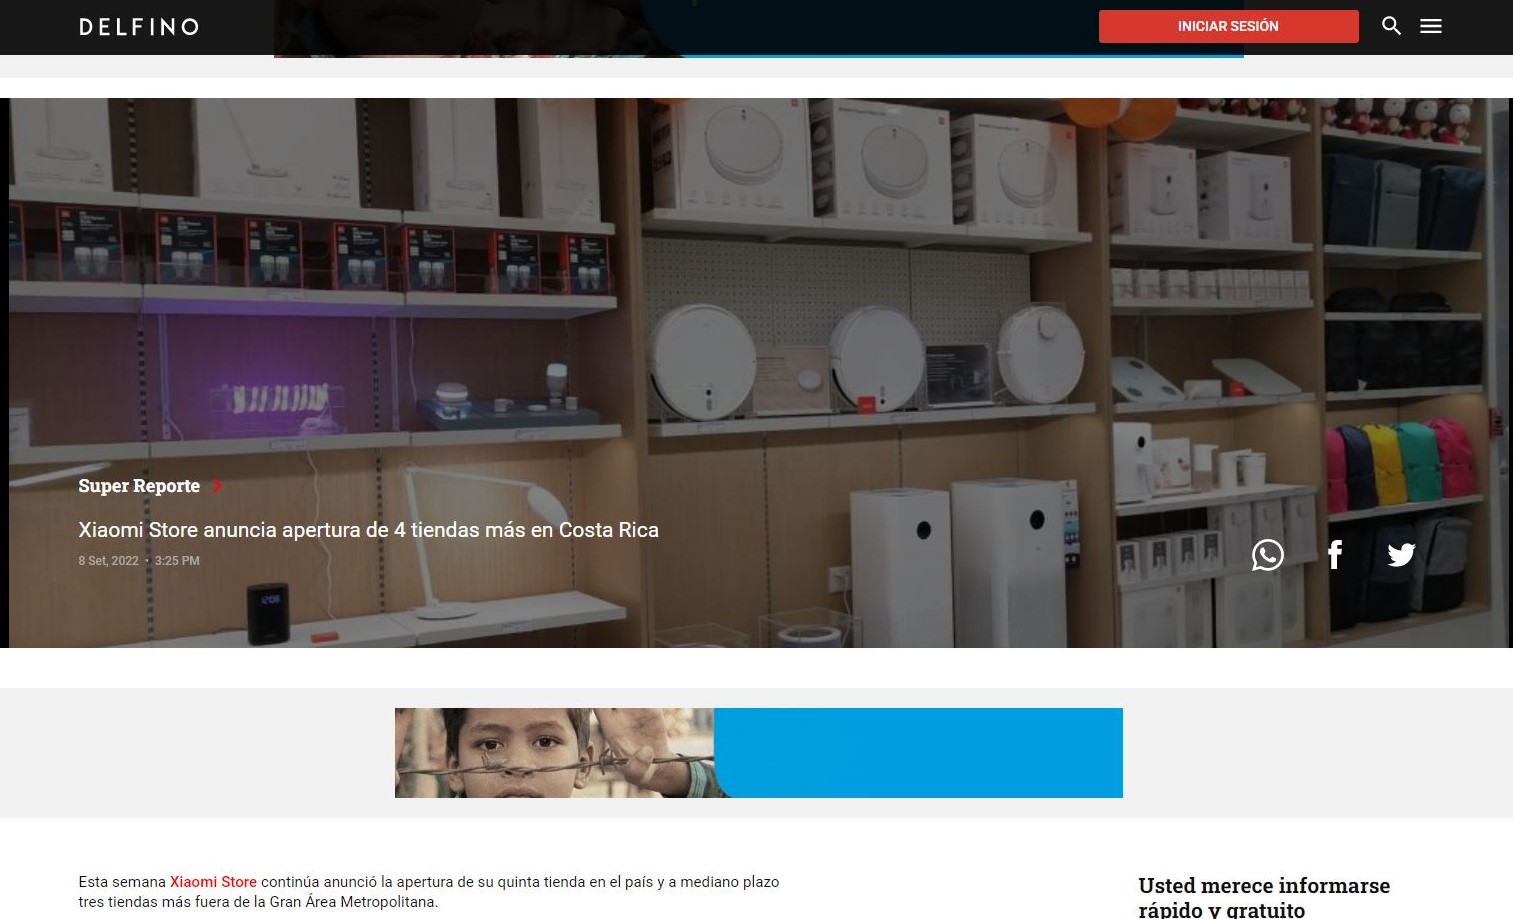 DELFINO
INICIAR SESIÓN
Super Reporte
Xiaomi Store anuncia apertura de 4 tiendas más en Costa Rica
8 Set, 2022 • 3:25 PM
12:08
Esta semana Xiaomi Store continúa anunció la apertura de su quinta tienda en el país y a mediano plazo
tres tiendas más fuera de la Gran Área Metropolitana.
Usted merece informarse
rápido y gratuito